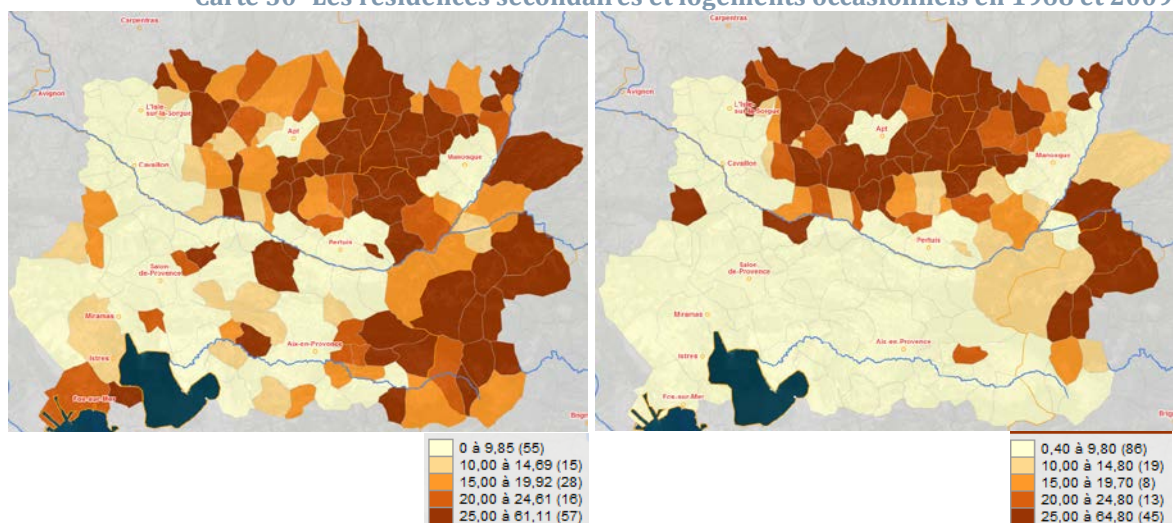 Carte 30- Les résidences secondaires et logements occasionnels en 1968 et 2009
Carpentras
Avignon
L'Isle-
sur-la-Sorgue
Apt
Cavaillon
Manosque
Pertuis
Salon-
de-Provence
Miramas
Istres
Aix-en-Provence
Fos-sur-Mer
Brig
0 à 9,85 (55)
10,00 à 14,69 (15)
15,00 à 19,92 (28)
20,00 à 24,61 (16)
25,00 à 61,11 (57)
Carpentras
Avignon
L'Isle-
sur-la-Sorgue
Apt
Cavaillon
Manosque
Pertuis
Salon-
de-Provence
Miramas
Istres
Aix-en-Provence
Fos-sur-Mer
Brig
0,40 à 9,80 (86)
10,00 à 14,80 (19)
15,00 à 19,70 (8)
20,00 à 24,80 (13)
25,00 à 64,80 (45)